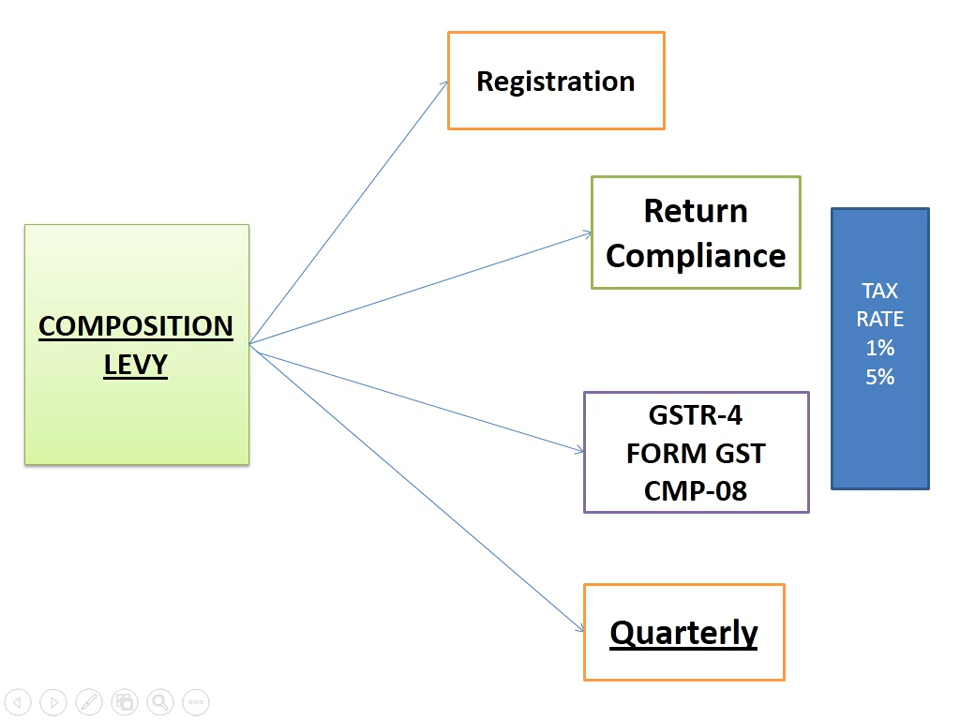 Registration
Return
Compliance
COMPOSITION
LEVY
TAX
RATE
1%
5%
GSTR-4
FORM GST
CMP-08
Quarterly